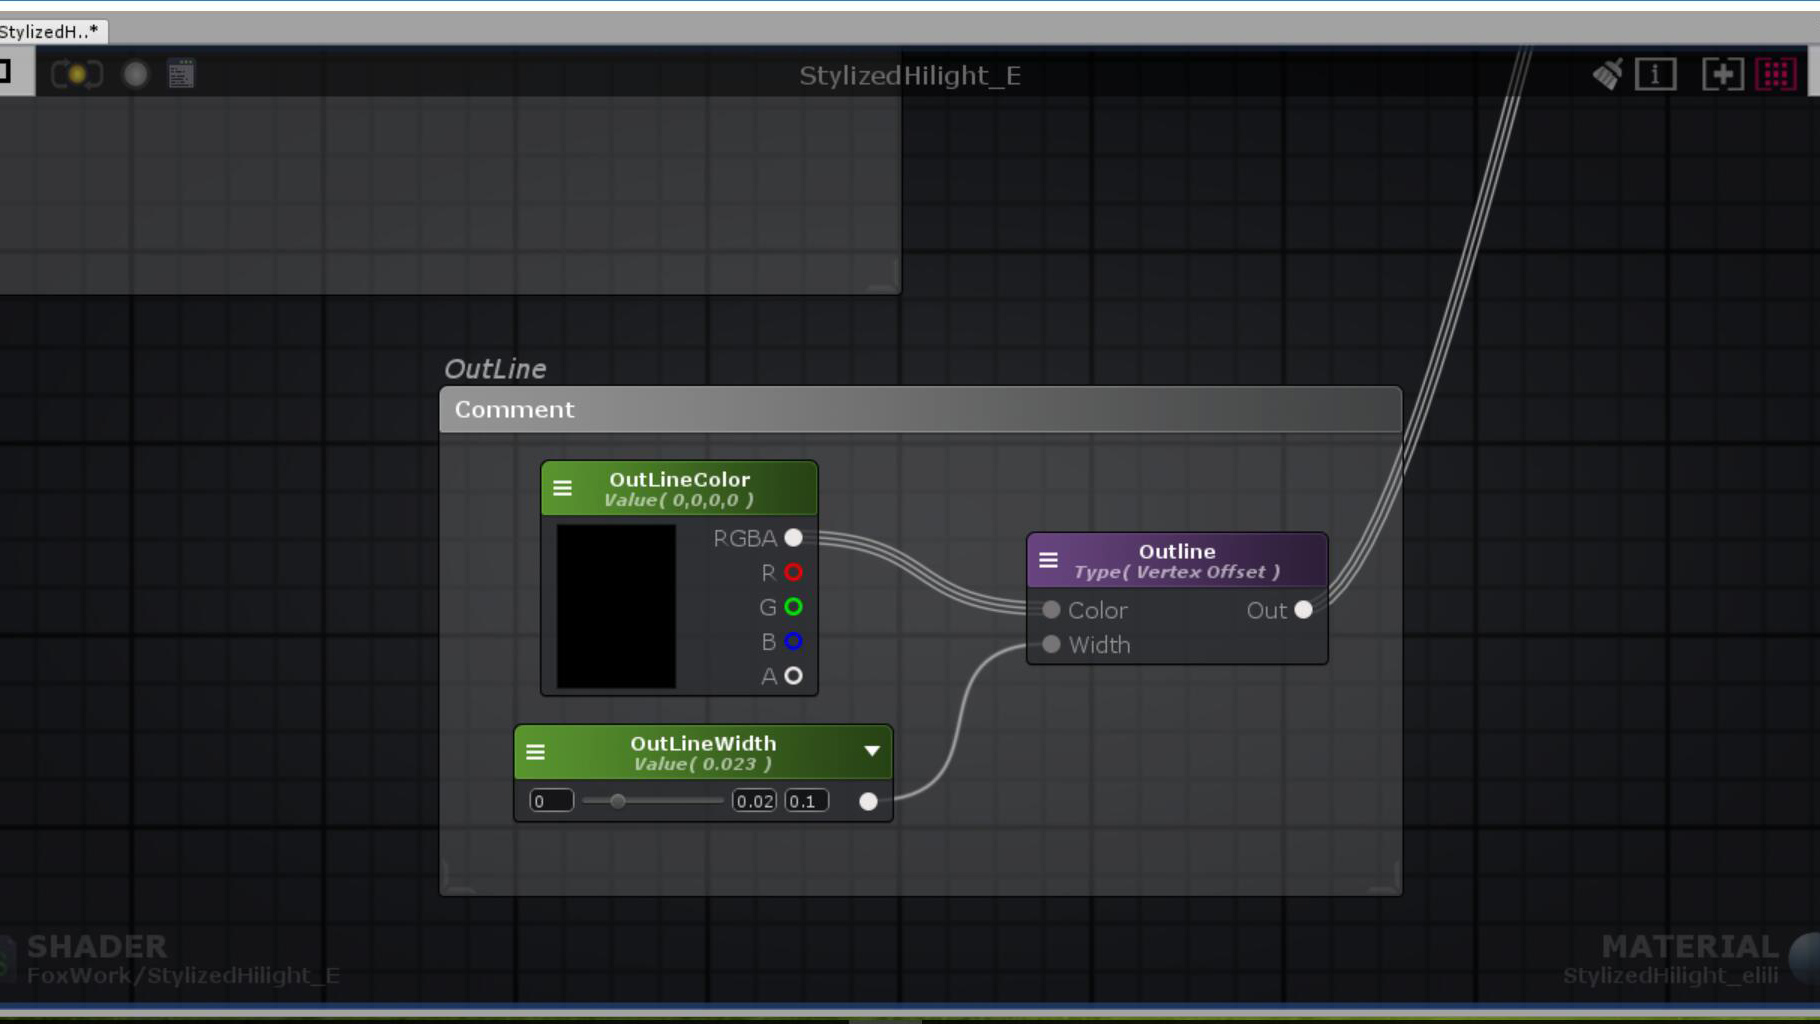 StylizedH..*
StylizedHilight_E
OutLine
Comment
OutLineColor
Value( 0,0,0,0 )
RGBA
R
G
B
A
Outline
Type( Vertex Offset )
Color
Out
Width
OutLineWidth
Value( 0.023 )
0
0.02
0.1
SHADER
FoxWork/StylizedHilight_E
MATERIAL
StylizedHilight_elili